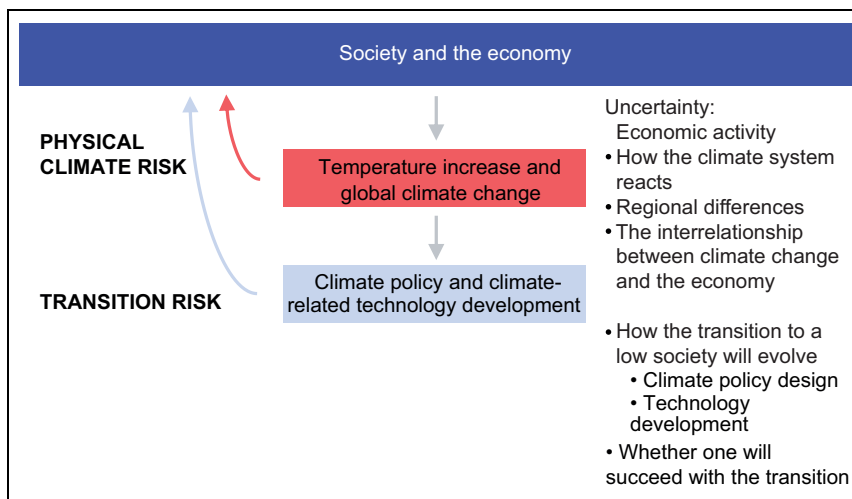 Society and the economy
PHYSICAL
CLIMATE RISK
Temperature increase and
global climate change
TRANSITION RISK
Climate policy and climate-
related technology development
Uncertainty:
Economic activity
• How the climate system
reacts
• Regional differences
• The interrelationship
between climate change
and the economy
• How the transition to a
low society will evolve
• Climate policy design
• Technology
development
• Whether one will
succeed with the transition